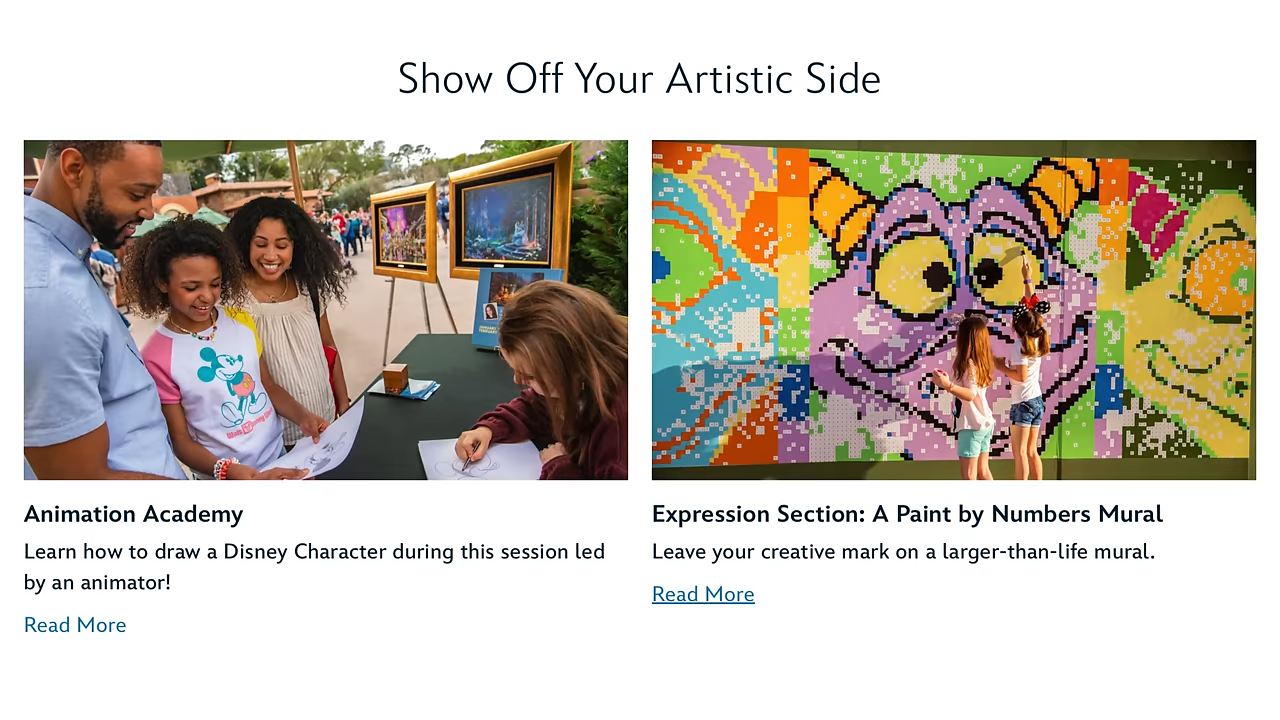 Show Off Your Artistic Side
Animation Academy
Learn how to draw a Disney Character during this session led
by an animator!
Read More
Expression Section: A Paint by Numbers Mural
Leave your creative mark on a larger-than-life mural.
Read More